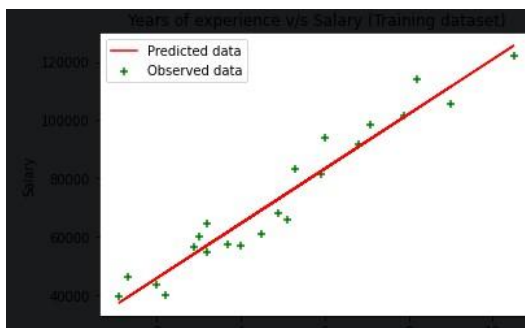 Years of experience v/s Salary (Training dataset)
Predicted data
Observed data
120000
100000
80000
60000
40000
Salary